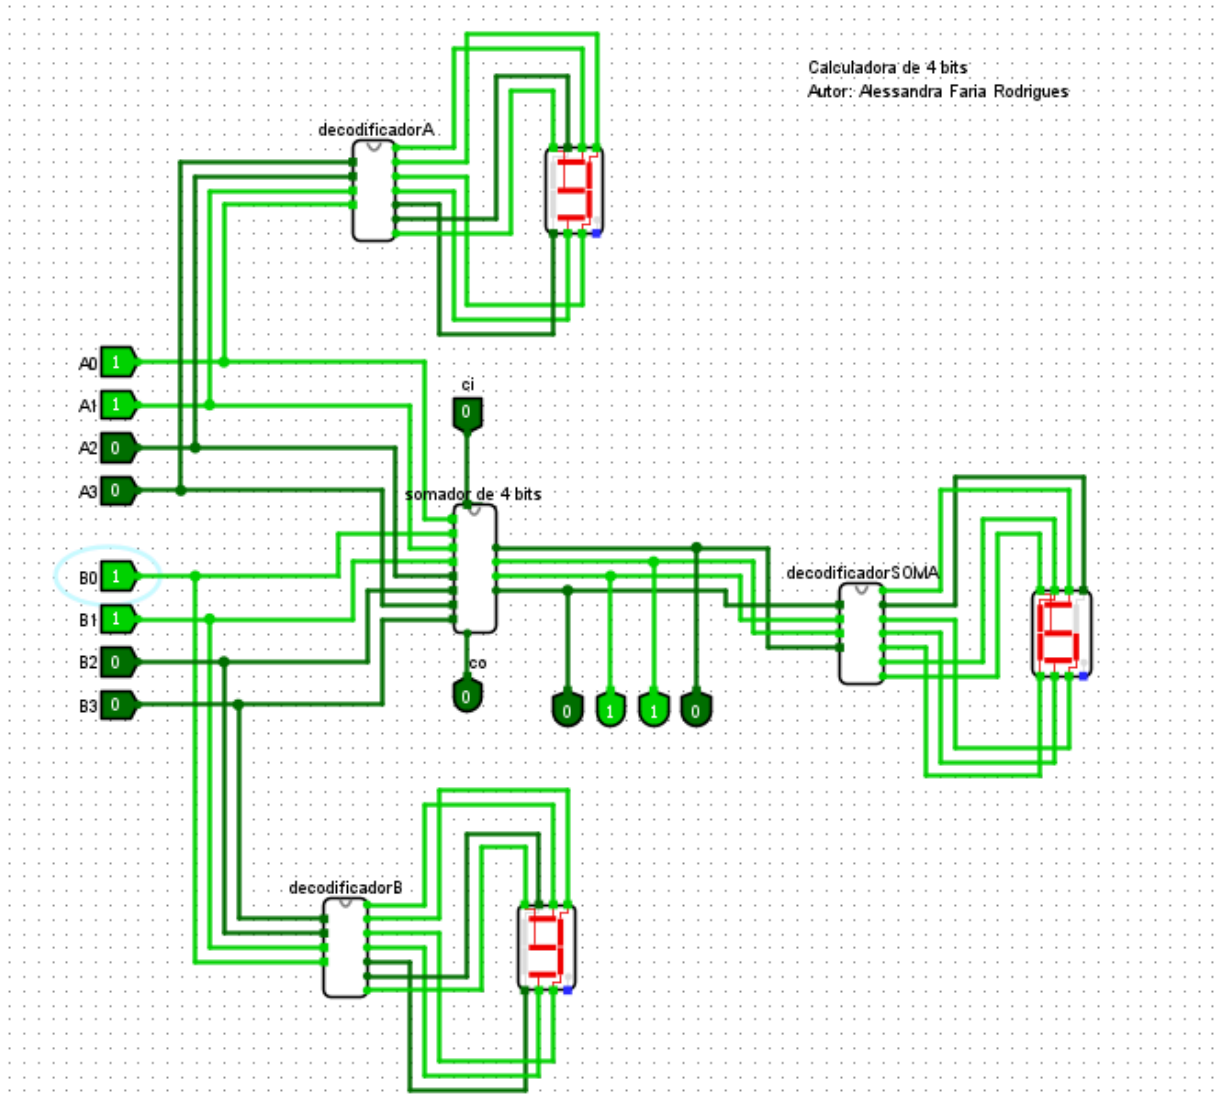 Calculadora de 4 bits
Autor: Alessandra Faria Rodrigues
decodificadorA
A0 1
A1 1
A2 0
A3 0
ci
0
somador de 4 bits
B0 1
B1 1
B2 0
B3 0
co
0
0 1 1 0
decodificadorSOMA
decodificadorB